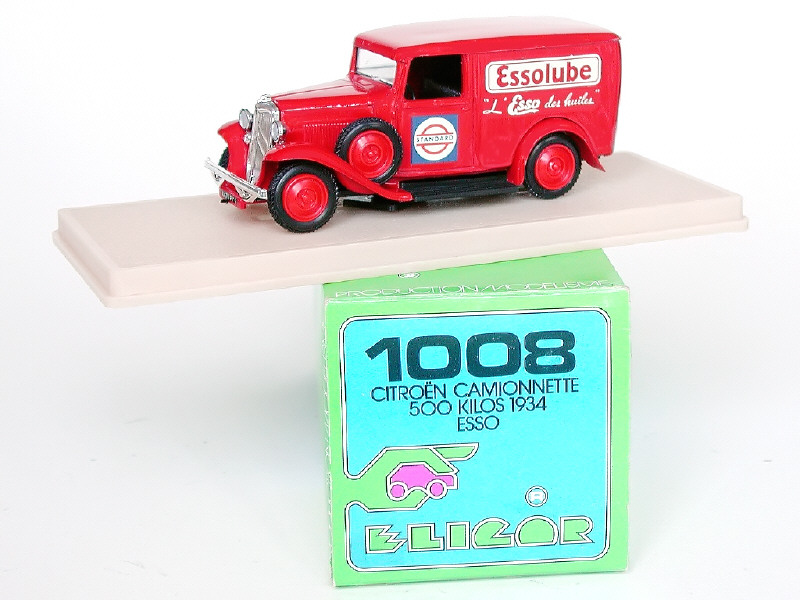 Essolube
"L'Esso des huiles"
STANDARD
PRODUCTION/MODELISME
1008
CITROËN CAMIONNETTE
500 KILOS 1934
ESSO
ELIGOR